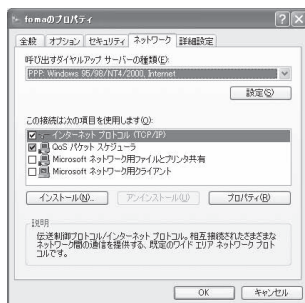 fomaのプロパティ
全般 オプション セキュリティ ネットワーク 詳細設定
呼び出すダイヤルアップ サーバーの種類(E):
PPP: Windows 95/98/NT4/2000, Internet
設定(S)
この接続は次の項目を使用します(O):
インターネット プロトコル (TCP/IP)
QoS パケット スケジューラ
Microsoft ネットワーク用ファイルとプリンタ共有
Microsoft ネットワーク用クライアント
インストール(N)... アンインストール(U) プロパティ(R)
説明
伝送制御プロトコル/インターネット プロトコル。相互接続されたさまざまな
ネットワーク間の通信を提供する、既定のワイド エリア ネットワーク プロト
コルです。
OK キャンセル